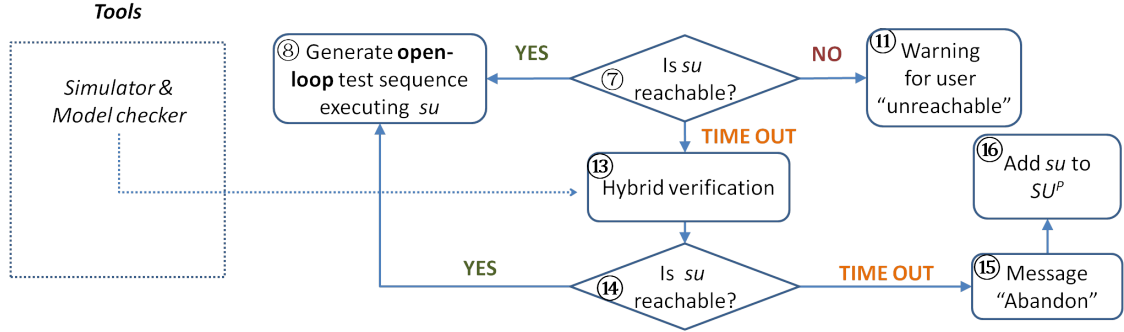 Tools
Simulator &
Model checker
⑧ Generate open-
loop test sequence
executing su
YES
⑦ Is su
reachable?
NO
⑪ Warning
for user
“unreachable”
TIME OUT
⑬
Hybrid verification
YES
⑭ Is su
reachable?
TIME OUT
⑮ Message
“Abandon”
⑯ Add su to
SUᴾ